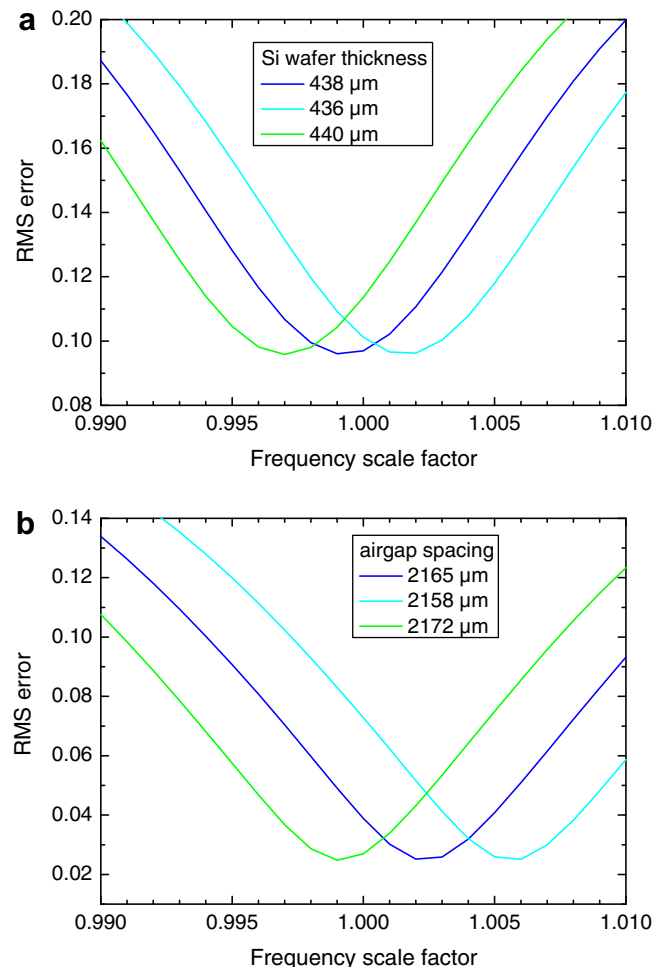 a
0.20
0.18
0.16
0.14
0.12
0.10
0.08
RMS error
Si wafer thickness
438 µm
436 µm
440 µm
0.990 0.995 1.000 1.005 1.010
Frequency scale factor
b
0.14
0.12
0.10
0.08
0.06
0.04
0.02
RMS error
airgap spacing
2165 µm
2158 µm
2172 µm
0.990 0.995 1.000 1.005 1.010
Frequency scale factor